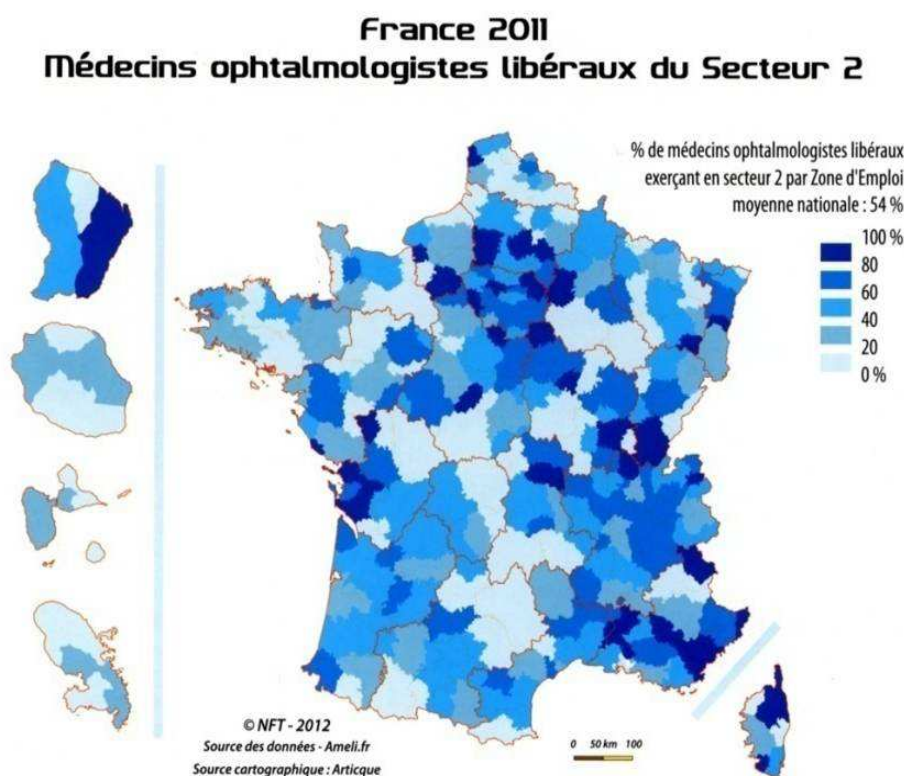 France 2011
Médecins ophtalmologistes libéraux du Secteur 2
% de médecins ophtalmologistes libéraux
exerçant en secteur 2 par Zone d'Emploi
moyenne nationale : 54 %
100 %
80
60
40
20
0 %
© NFT - 2012
Source des données - Ameli.fr
Source cartographique : Articque
0 50 km 100